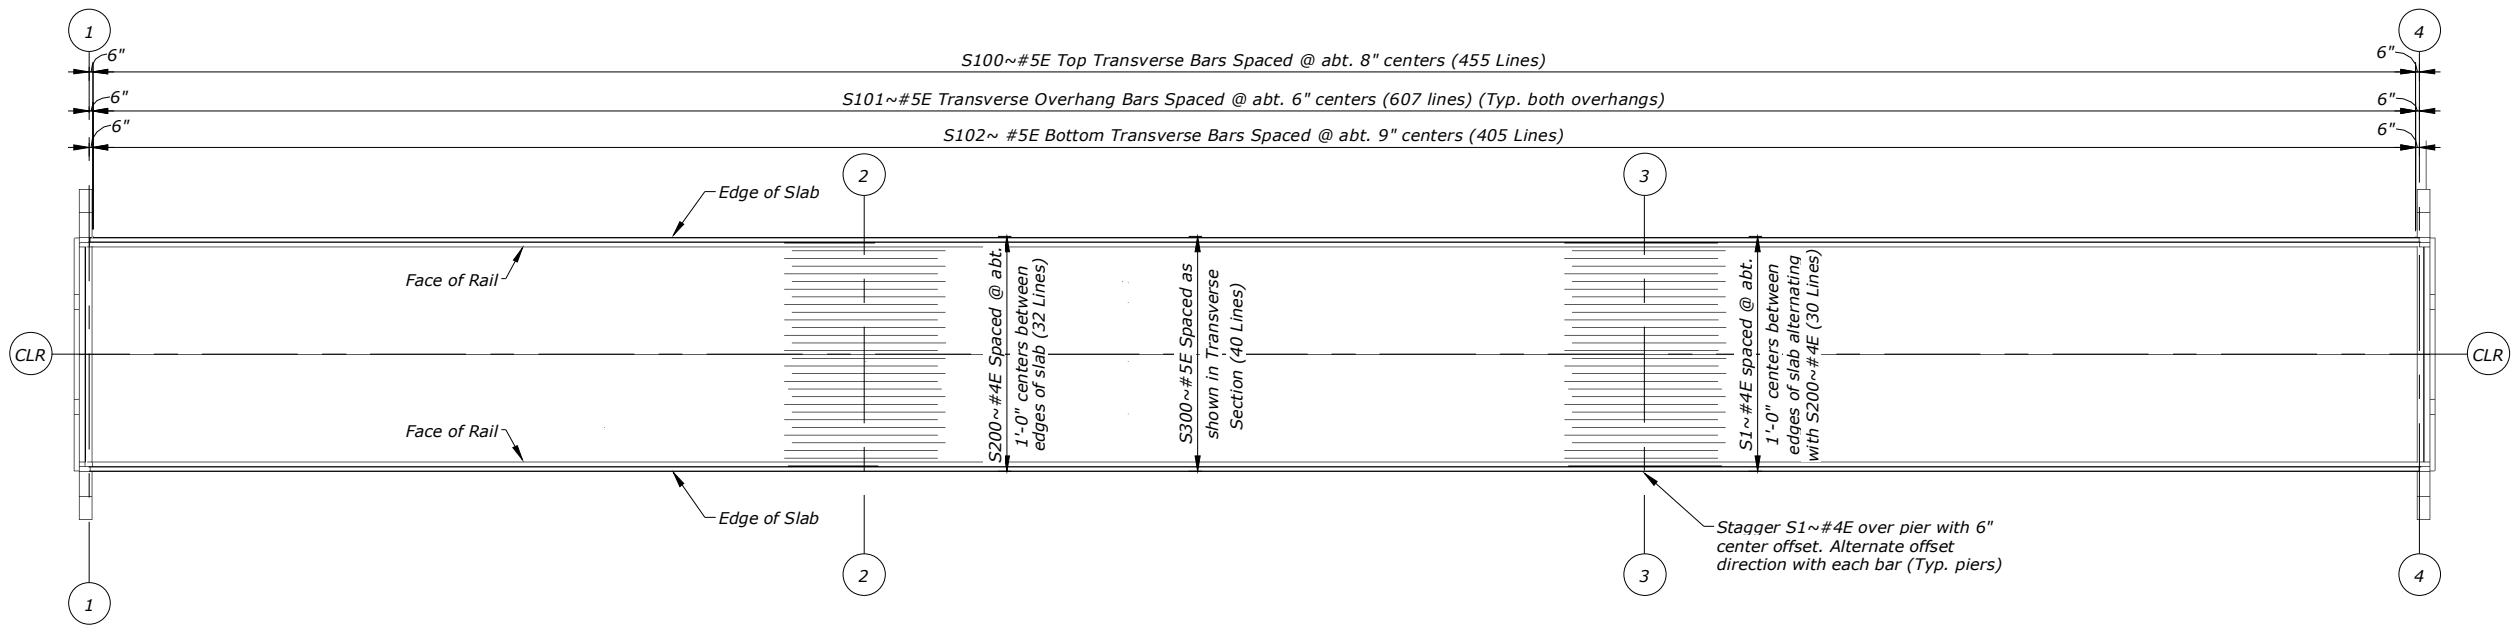 1
4
6"
S100~#5E Top Transverse Bars Spaced @ abt. 8" centers (455 Lines)
6"
6"
S101~#5E Transverse Overhang Bars Spaced @ abt. 6" centers (607 lines) (Typ. both overhangs)
6"
6"
S102~ #5E Bottom Transverse Bars Spaced @ abt. 9" centers (405 Lines)
6"
2
3
Edge of Slab
Face of Rail
S200~#4E Spaced @ abt.
1'-0" centers between
edges of slab (32 Lines)
S300~#5E Spaced as
shown in Transverse
Section (40 Lines)
S1~#4E spaced @ abt.
1'-0" centers between
edges of slab alternating
with S200~#4E (30 Lines)
CLR
CLR
Face of Rail
Edge of Slab
Stagger S1~#4E over pier with 6"
center offset. Alternate offset
direction with each bar (Typ. piers)
2
3
1
4